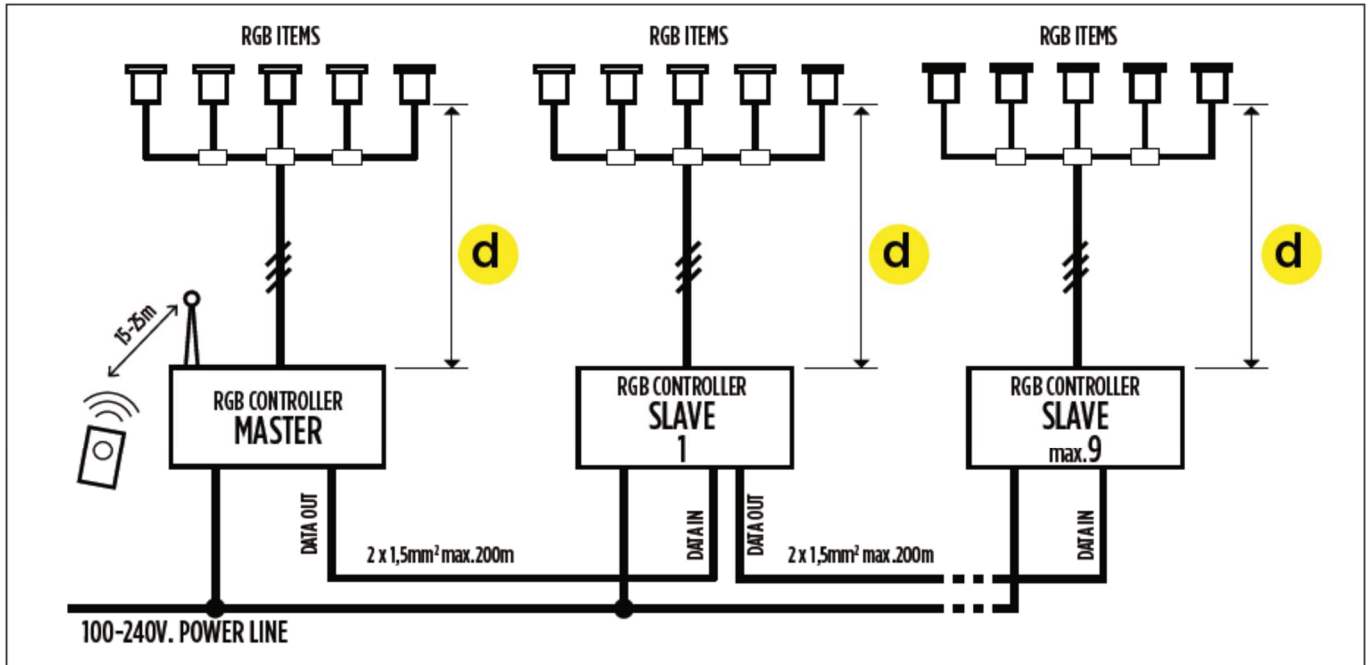 RGB ITEMS
RGB ITEMS
RGB ITEMS
d
d
d
15-25m
RGB CONTROLLER
MASTER
RGB CONTROLLER
SLAVE
1
RGB CONTROLLER
SLAVE
max.9
DATA OUT
DATA IN
DATA OUT
DATA IN
2 x 1,5mm² max.200m
2 x 1,5mm² max.200m
100-240V. POWER LINE